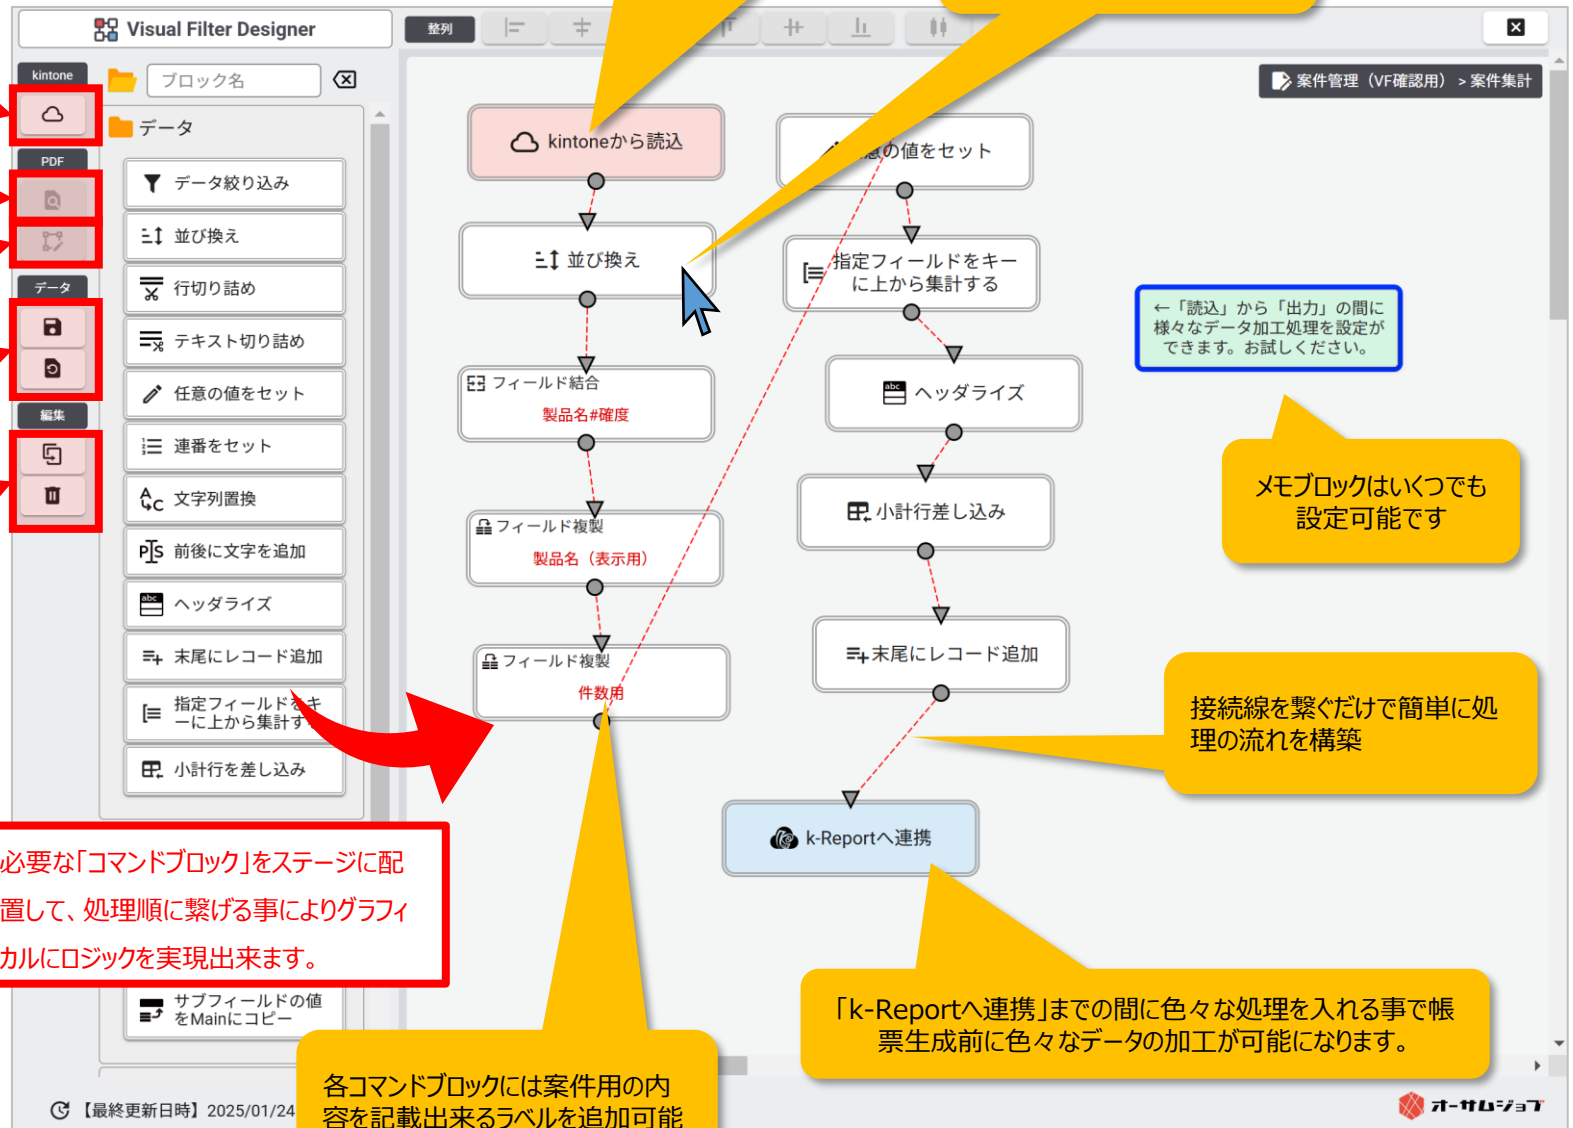 Visual Filter Designer
整列
kintone
ブロック名
案件管理（VF確認用） > 案件集計
データ
kintoneから読込
の値をセット
PDF
データ絞り込み
並び換え
並び換え
指定フィールドをキー
に上から集計する
データ
行切り詰め
←「読込」から「出力」の間に
様々なデータ加工処理を設定が
できます。お試しください。
テキスト切り詰め
フィールド結合
製品名#確度
ヘッダライズ
任意の値をセット
編集
連番をセット
メモブロックはいくつでも
設定可能です
文字列置換
小計行差し込み
フィールド複製
製品名（表示用）
前後に文字を追加
ヘッダライズ
末尾にレコード追加
末尾にレコード追加
フィールド複製
件数用
指定フィールドをキ
ーに上から集計す
接続線を繋ぐだけで簡単に処
理の流れを構築
小計行を差し込み
k-Reportへ連携
必要な「コマンドブロック」をステージに配
置して、処理順に繋げる事によりグラフィ
カルにロジックを実現出来ます。
サブフィールドの値
をMainにコピー
「k-Reportへ連携」までの間に色々な処理を入れる事で帳
票生成前に色々なデータの加工が可能になります。
各コマンドブロックには案件用の内
容を記載出来るラベルを追加可能
【最終更新日時】2025/01/24
オーサムジョブ